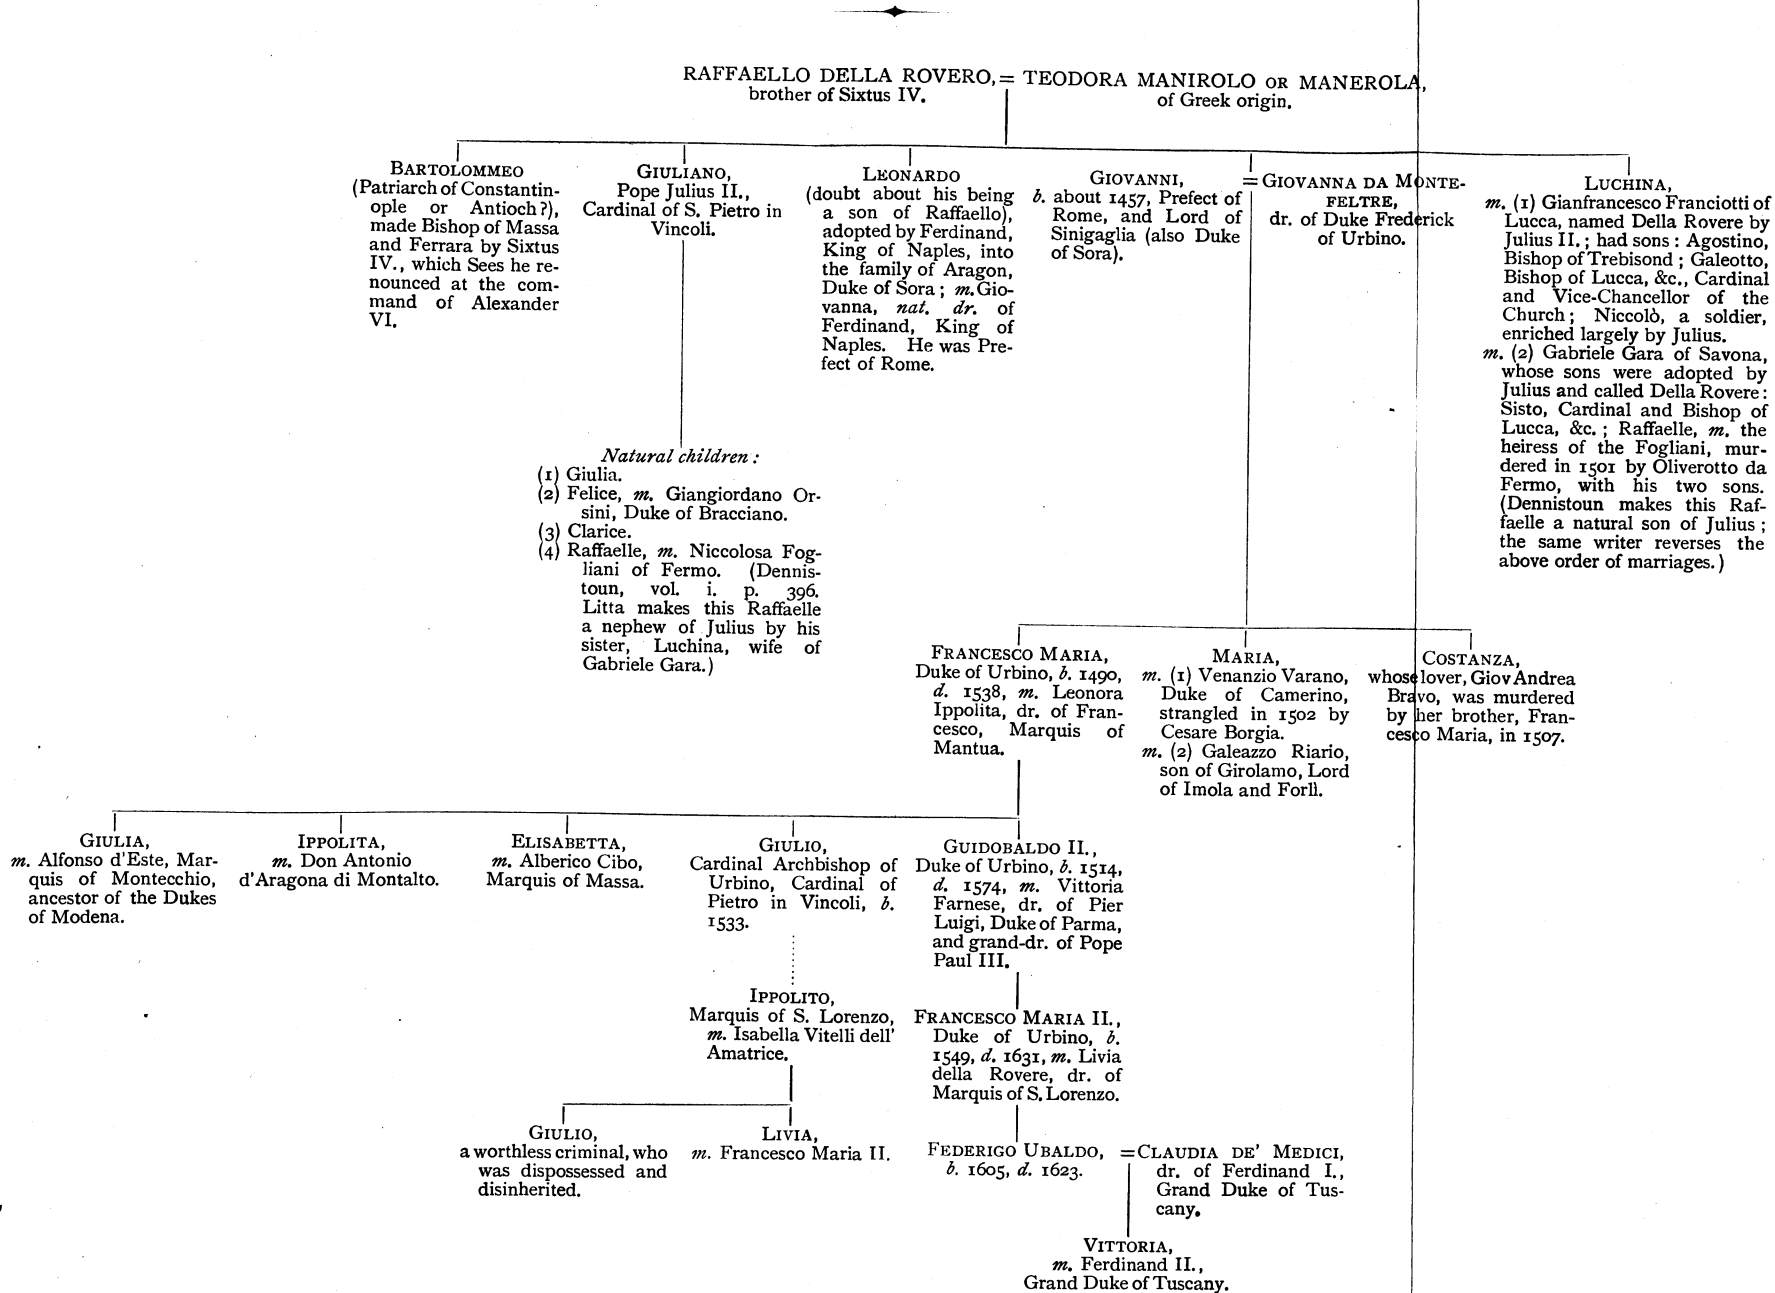 RAFFAELLO DELLA ROVERO, = TEODORA MANIROLO OR MANEROLA,
brother of Sixtus IV.
of Greek origin.
BARTOLOMMEO
(Patriarch of Constantin-
ople or Antioch?),
made Bishop of Massa
and Ferrara by Sixtus
IV., which Sees he re-
nounced at the com-
mand of Alexander
VI.
GIULIANO,
Pope Julius II.,
Cardinal of S. Pietro in
Vincoli.
LEONARDO
(doubt about his being
a son of Raffaello),
adopted by Ferdinand,
King of Naples, into
the family of Aragon,
Duke of Sora; m. Gio-
vanna, nat. dr. of
Ferdinand, King of
Naples. He was Pre-
fect of Rome.
GIOVANNI,
b. about 1457, Prefect of
Rome, and Lord of
Sinigaglia (also Duke
of Sora).
= GIOVANNA DA MONTE-
FELTRE,
dr. of Duke Frederick
of Urbino.
LUCHINA,
m. (1) Gianfrancesco Franciotti of
Lucca, named Della Rovere by
Julius II.; had sons: Agostino,
Bishop of Trebisond; Galeotto,
Bishop of Lucca, &c., Cardinal
and Vice-Chancellor of the
Church; Niccolò, a soldier,
enriched largely by Julius.
m. (2) Gabriele Gara of Savona,
whose sons were adopted by
Julius and called Della Rovere:
Sisto, Cardinal and Bishop of
Lucca, &c.; Raffaelle, m. the
heiress of the Fogliani, mur-
dered in 1501 by Oliverotto da
Fermo, with his two sons.
(Dennistoun makes this Raf-
faelle a natural son of Julius;
the same writer reverses the
above order of marriages.)
Natural children:
(1) Giulia.
(2) Felice, m. Giangiordano Or-
sini, Duke of Bracciano.
(3) Clarice.
(4) Raffaelle, m. Niccolosa Fog-
liani of Fermo. (Dennis-
toun, vol. i. p. 396.
Litta makes this Raffaelle
a nephew of Julius by his
sister, Luchina, wife of
Gabriele Gara.)
FRANCESCO MARIA,
Duke of Urbino, b. 1490,
d. 1538, m. Leonora
Ippolita, dr. of Fran-
cesco, Marquis of
Mantua.
MARIA,
m. (1) Venanzio Varano,
Duke of Camerino,
strangled in 1502 by
Cesare Borgia.
m. (2) Galeazzo Riario,
son of Girolamo, Lord
of Imola and Forlì.
COSTANZA,
whose lover, Giov Andrea
Bravo, was murdered
by her brother, Fran-
cesco Maria, in 1507.
GIULIA,
m. Alfonso d'Este, Mar-
quis of Montecchio,
ancestor of the Dukes
of Modena.
IPPOLITA,
m. Don Antonio
d'Aragona di Montalto.
ELISABETTA,
m. Alberico Cibo,
Marquis of Massa.
GIULIO,
Cardinal Archbishop of
Urbino, Cardinal of
Pietro in Vincoli, b.
1533.
GUIDOBALDO II.,
Duke of Urbino, b. 1514,
d. 1574, m. Vittoria
Farnese, dr. of Pier
Luigi, Duke of Parma,
and grand-dr. of Pope
Paul III.
IPPOLITO,
Marquis of S. Lorenzo,
m. Isabella Vitelli dell'
Amatrice.
FRANCESCO MARIA II.,
Duke of Urbino, b.
1549, d. 1631, m. Livia
della Rovere, dr. of
Marquis of S. Lorenzo.
GIULIO,
a worthless criminal, who
was dispossessed and
disinherited.
LIVIA,
m. Francesco Maria II.
FEDERIGO UBALDO,
b. 1605, d. 1623.
= CLAUDIA DE' MEDICI,
dr. of Ferdinand I.,
Grand Duke of Tus-
cany.
VITTORIA,
m. Ferdinand II.,
Grand Duke of Tuscany.